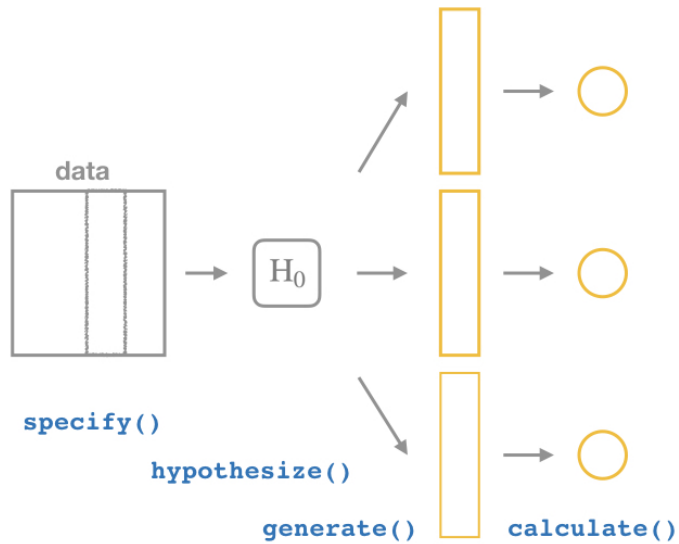 data
H₀
specify()
hypothesize()
generate()
calculate()